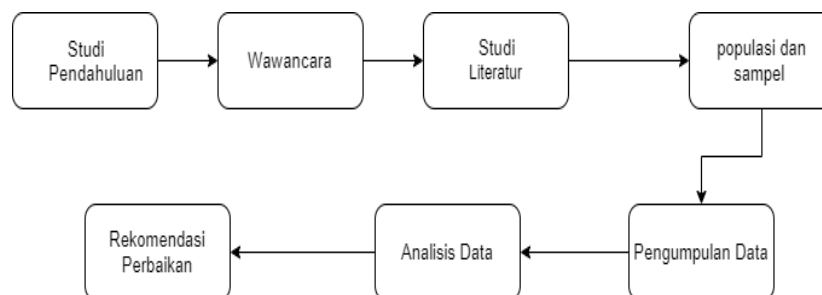 Studi
Pendahuluan
Wawancara
Studi
Literatur
populasi dan
sampel
Pengumpulan Data
Analisis Data
Rekomendasi
Perbaikan